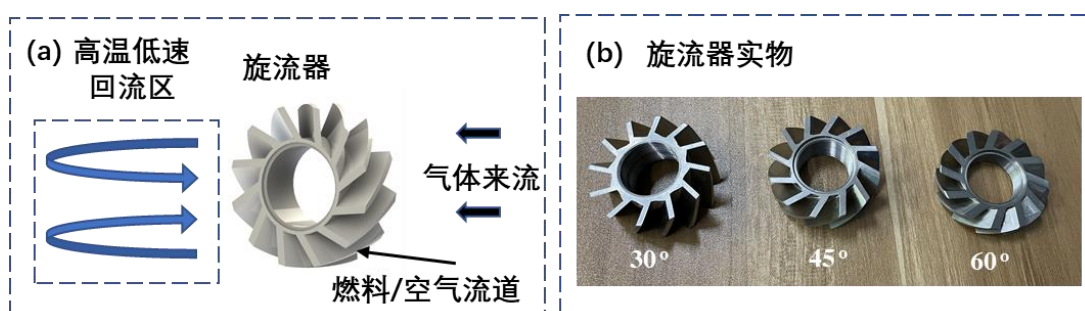 (a) 高温低速
回流区
旋流器
气体来流
燃料/空气流道
(b) 旋流器实物
30°
45°
60°